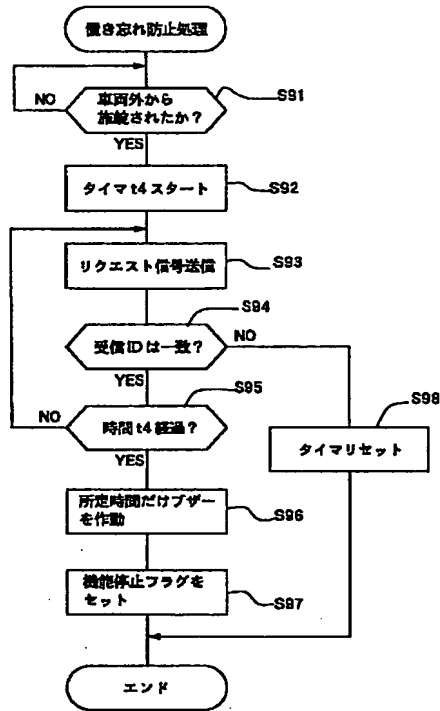 置き忘れ防止処理
車両外から
施錠されたか?
S91
NO
YES
タイマt4スタート
S92
リクエスト信号送信
S93
S94
受信IDは一致?
NO
YES
S95
時間t4経過?
NO
YES
S98
タイマリセット
所定時間だけブザー
を作動
S96
機能停止フラグを
セット
S97
エンド